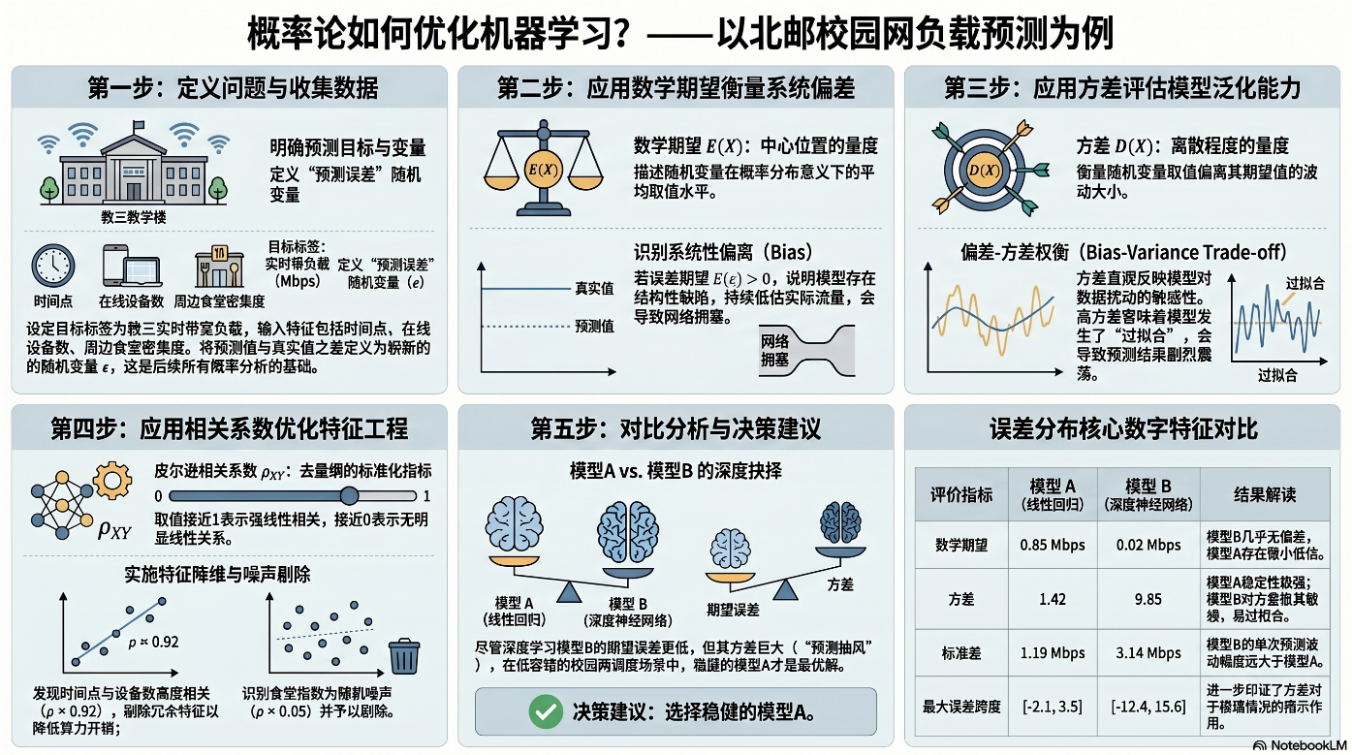 概率论如何优化机器学习？——以北邮校园网负载预测为例
第一步：定义问题与收集数据
明确预测目标与变量
定义“预测误差”随机
变量
教三教学楼
时间点
在线设备数
周边食堂密集度
目标标签：
实时带负载
（Mbps）
定义“预测误差”
随机变量（e）
设定目标标签为教三实时带宽负载，输入特征包括时间点、在线
设备数、周边食堂密集度。将预测值与真实值之差定义为崭新的
的随机变量 ε，这是后续所有概率分析的基础。
第二步：应用数学期望衡量系统偏差
E(X)
数学期望 E(X)：中心位置的量度
描述随机变量在概率分布意义下的平
均取值水平。
识别系统性偏离（Bias）
真实值
预测值
若误差期望 E(ε) > 0，说明模型存在
结构性缺陷，持续低估实际流量，会
导致网络拥塞。
网络
拥塞
第三步：应用方差评估模型泛化能力
D(X)
方差 D(X)：离散程度的量度
衡量随机变量取值偏离其期望值的波
动大小。
偏差-方差权衡（Bias-Variance Trade-off）
方差直观反映模型对
数据扰动的敏感性。
高方差味着模型发
生了“过拟合”，会
导致预测结果剧烈震
荡。
过拟合
过拟合
第四步：应用相关系数优化特征工程
ρXY
皮尔逊相关系数 ρXY：去量纲的标准化指标
0
1
取值接近1表示强线性相关，接近0表示无明
显线性关系。
实施特征降维与噪声剔除
ρ × 0.92
发现时间点与设备数高度相关
（ρ × 0.92），剔除冗余特征以
降低算力开销；
识别食堂指数为随机噪声
（ρ × 0.05）并予以剔除。
第五步：对比分析与决策建议
模型A vs. 模型B 的深度抉择
模型 A
（线性回归）
模型 B
（深度神经网络）
期望误差
方差
尽管深度学习模型B的期望误差更低，但其方差巨大（“预测抽风”
），在低容错的校园网调度场景中，稳健的模型A才是最优解。
决策建议：选择稳健的模型A。
误差分布核心数字特征对比
评价指标
模型 A
（线性回归）
模型 B
（深度神经网络）
结果解读
数学期望
0.85 Mbps
0.02 Mbps
模型B几乎无偏差，
模型A存在微小低信。
方差
1.42
9.85
模型A稳定性极强；
模型B对方其敏
，易过合。
标准差
1.19 Mbps
3.14 Mbps
模型B的单次预测波
动幅度远大于模型A。
最大误差跨度
[-2.1, 3.5]
[-12.4, 15.6]
进一步印证了方差对
于情况的示作
用。
NotebookLM